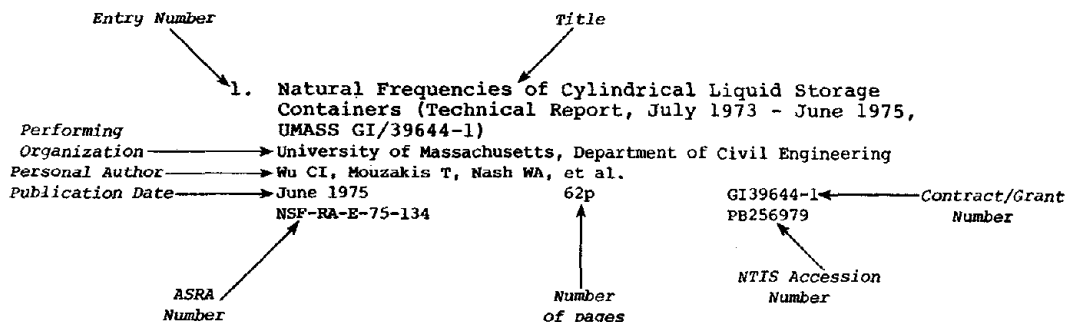 Entry Number
Title
1. Natural Frequencies of Cylindrical Liquid Storage
Containers (Technical Report, July 1973 - June 1975,
UMASS GI/39644-1)
Performing
Organization
University of Massachusetts, Department of Civil Engineering
Personal Author
Wu CI, Mouzakis T, Nash WA, et al.
Publication Date
June 1975 62p GI39644-1
Contract/Grant
Number
NSF-RA-E-75-134 PB256979
ASRA
Number
Number
of pages
NTIS Accession
Number